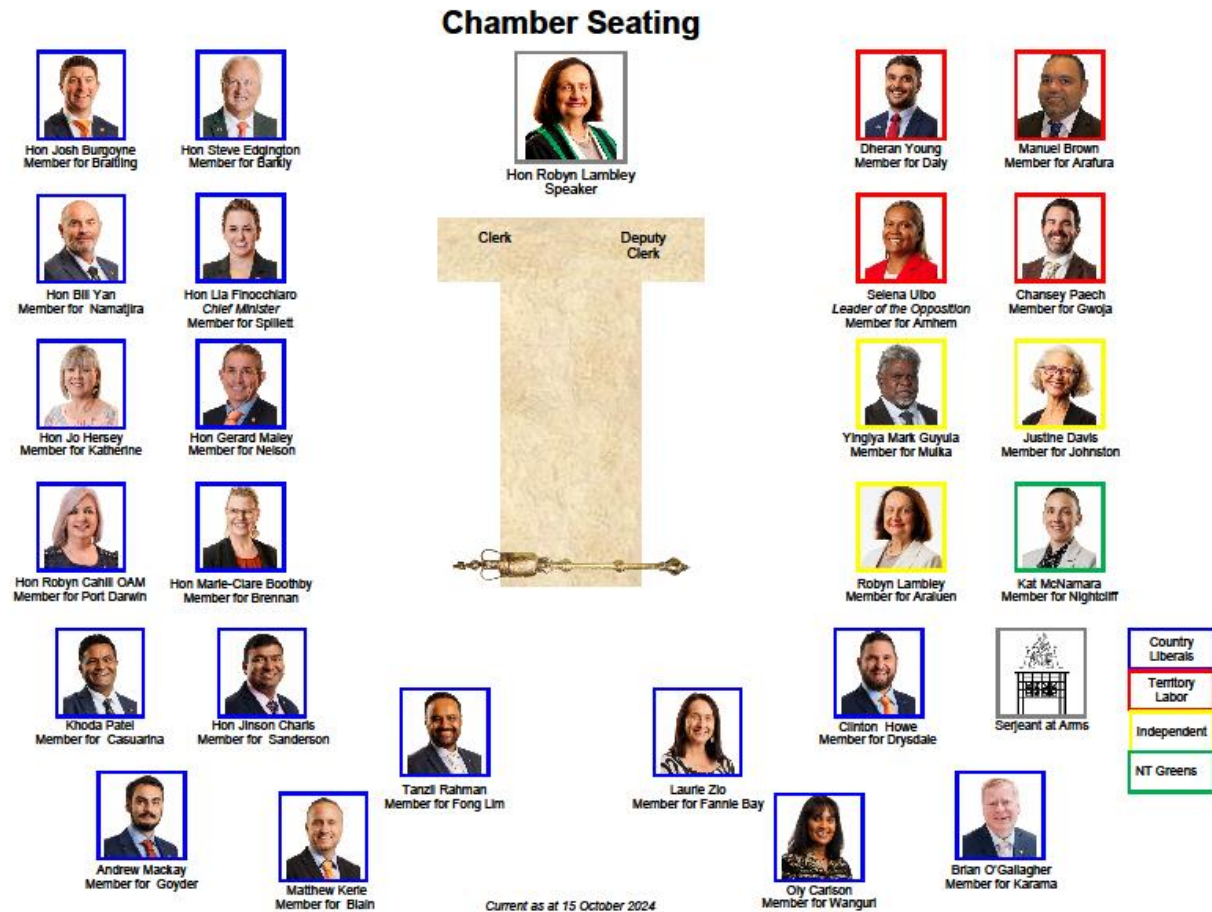 Chamber Seating
Hon Josh Burgoyne
Member for Braitling
Hon Steve Edgington
Member for Barkly
Hon Robyn Lambley
Speaker
Dheran Young
Member for Daly
Manuel Brown
Member for Arafura
Clerk
Deputy
Clerk
Hon Bill Yan
Member for Namatjira
Hon Lia Finocchiaro
Chief Minister
Member for Spillett
Selena Uibo
Leader of the Opposition
Member for Arnhem
Chansey Paech
Member for Gwoja
Hon Jo Hersey
Member for Katherine
Hon Gerard Maley
Member for Nelson
Yingiya Mark Guyula
Member for Mulka
Justine Davis
Member for Johnston
Hon Robyn Cahill OAM
Member for Port Darwin
Hon Marie-Clare Boothby
Member for Brennan
Robyn Lambley
Member for Araluen
Kat McNamara
Member for Nightcliff
Khoda Patel
Member for Casuarina
Hon Jinson Charls
Member for Sanderson
Tanzil Rahman
Member for Fong Lim
Laurie Zio
Member for Fannie Bay
Clinton Howe
Member for Drysdale
Serjeant at Arms
Country
Liberals
Territory
Labor
Independent
NT Greens
Andrew Mackay
Member for Goyder
Matthew Kerle
Member for Blain
Oly Carlson
Member for Wanguri
Brian O'Gallagher
Member for Karama
Current as at 15 October 2024